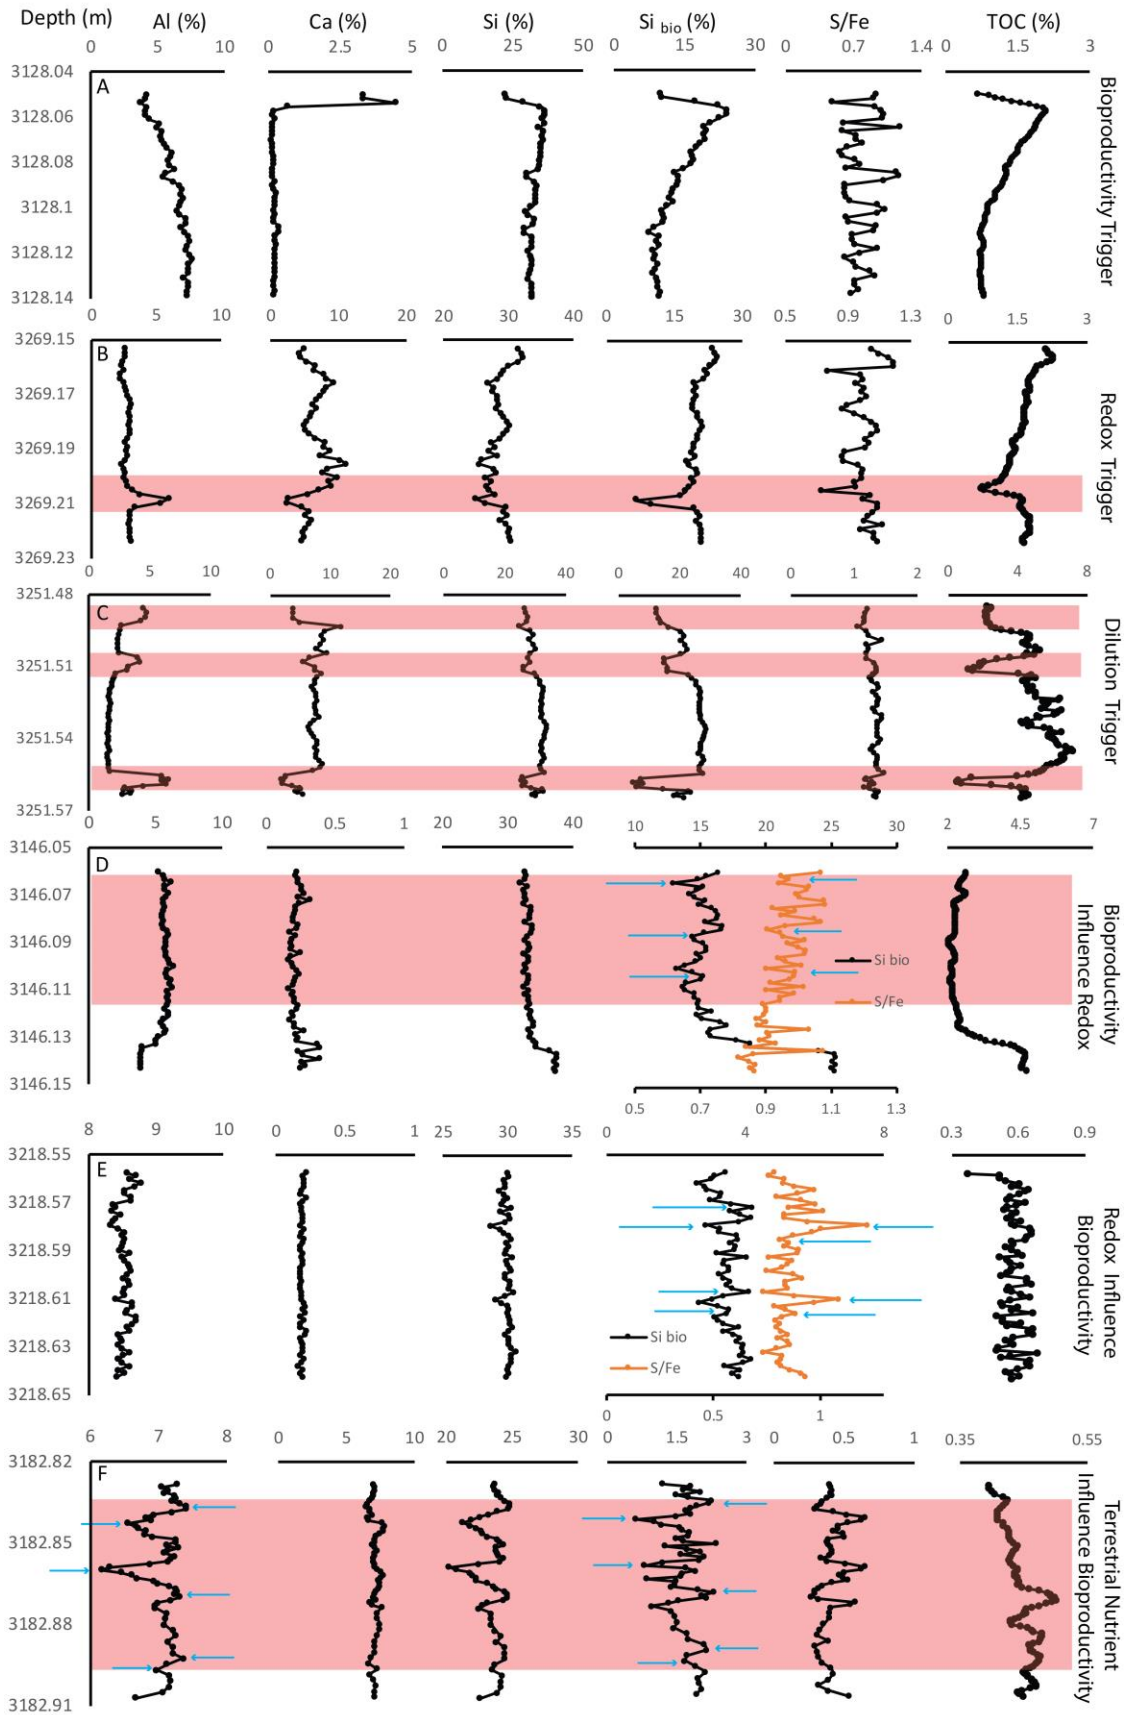 Depth (m) Al (%) Ca (%) Si (%) Si bio (%) S/Fe TOC (%)
0 5 10 0 2.5 5 0 25 50 0 15 30 0 0.7 1.4 0 1.5 3
3128.04
A
3128.06
3128.08
3128.1
3128.12
3128.14
Bioproductivity Trigger
0 5 10 0 10 20 20 30 40 0 15 30 0.5 0.9 1.3 0 1.5 3
3269.15
B
3269.17
3269.19
3269.21
3269.23
Redox Trigger
0 5 10 0 10 20 0 20 40 0 20 40 0 1 2 0 4 8
3251.48
C
3251.51
3251.54
3251.57
Dilution Trigger
0 5 10 0 0.5 1 20 30 40 10 15 20 25 30 2 4.5 7
3146.05
D
3146.07
3146.09
3146.11
3146.13
3146.15
Si bio
S/Fe
0.5 0.7 0.9 1.1 1.3
Bioproductivity
Influence Redox
8 9 10 0 0.5 1 25 30 35 0 4 8 0.3 0.6 0.9
3218.55
E
3218.57
3218.59
3218.61
3218.63
3218.65
Si bio
S/Fe
0 0.5 1
Redox Influence
Bioproductivity
6 7 8 0 5 10 20 25 30 0 1.5 3 0 0.5 1 0.35 0.55
3182.82
F
3182.85
3182.88
3182.91
Terrestrial Nutrient
Influence Bioproductivity